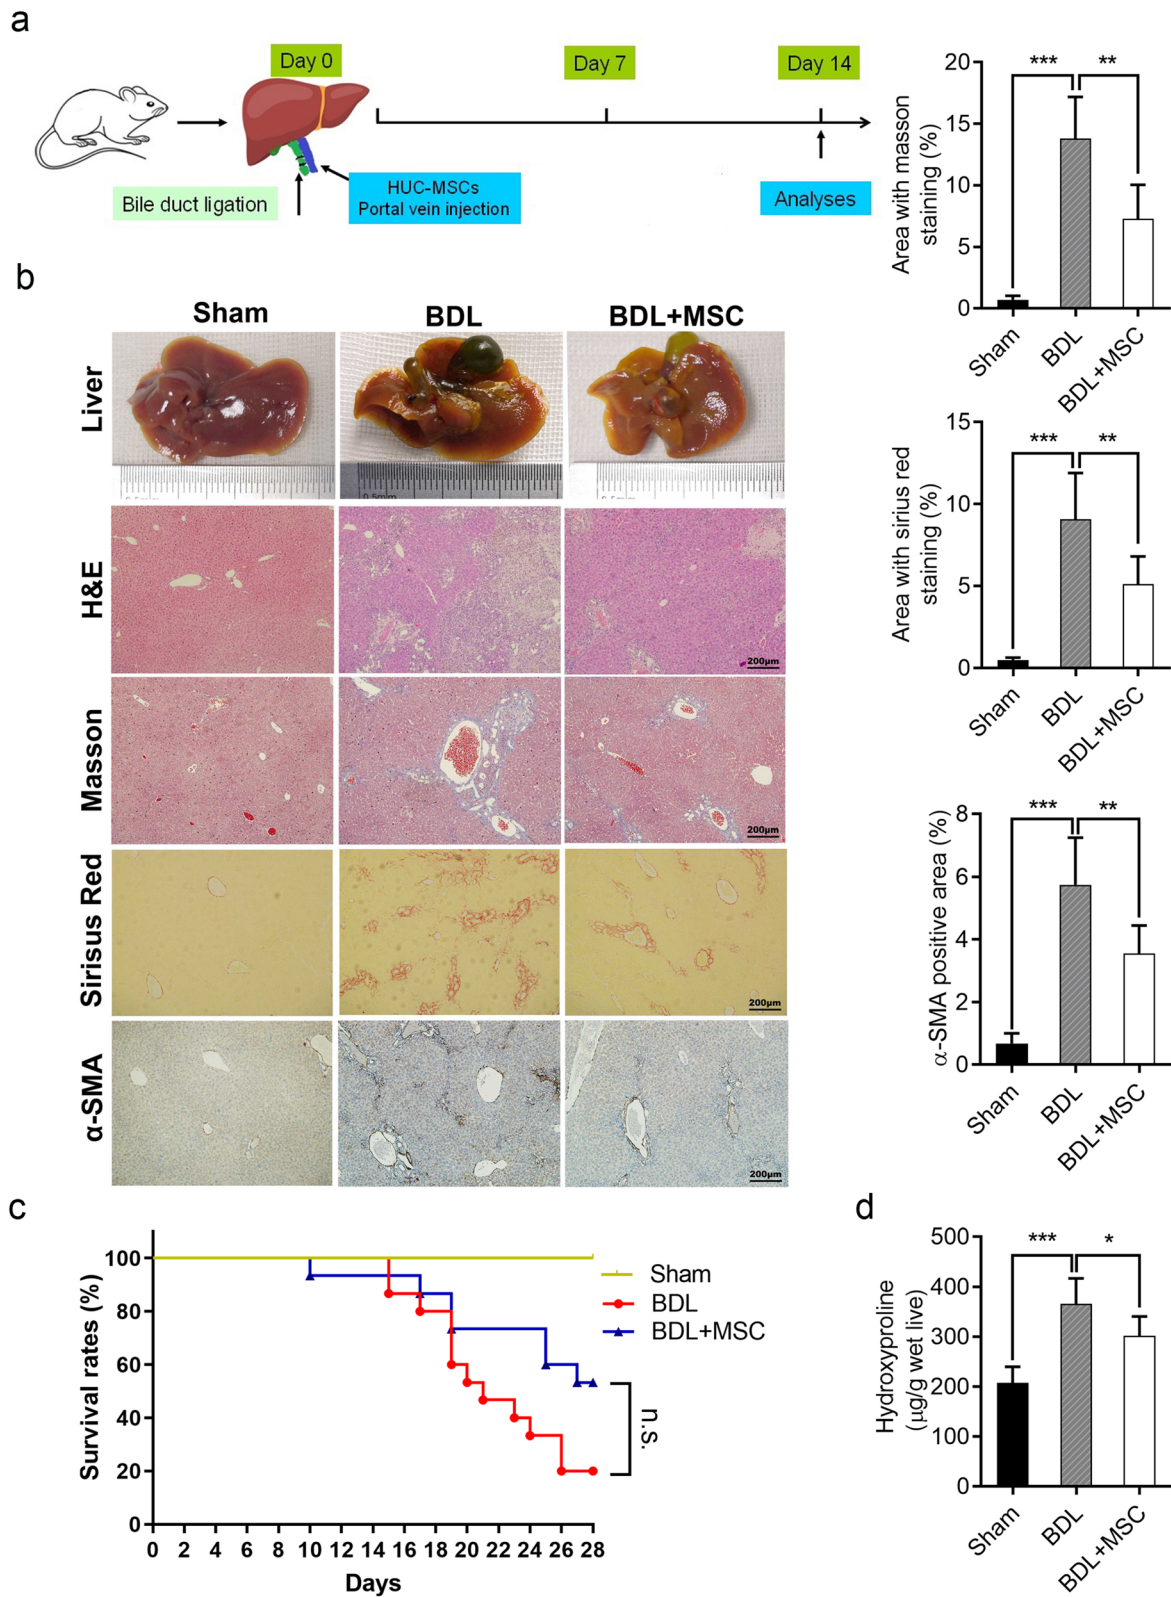 a
Day 0
Day 7
Day 14
Bile duct ligation
HUC-MSCs
Portal vein injection
Analyses
Area with masson
staining (%)
20
15
10
5
0
***
**
Sham
BDL
BDL+MSC
b
Sham
BDL
BDL+MSC
Liver
0.5mm
H&E
200μm
Masson
200μm
Sirisus Red
200μm
α-SMA
200μm
Area with sirius red
staining (%)
15
10
5
0
***
**
Sham
BDL
BDL+MSC
α-SMA positive area (%)
8
6
4
2
0
***
**
Sham
BDL
BDL+MSC
c
Survival rates (%)
100
80
60
40
20
0
0 2 4 6 8 10 12 14 16 18 20 22 24 26 28
Days
Sham
BDL
BDL+MSC
n.s.
d
Hydroxyproline
(μg/g wet live)
500
400
300
200
100
0
***
*
Sham
BDL
BDL+MSC